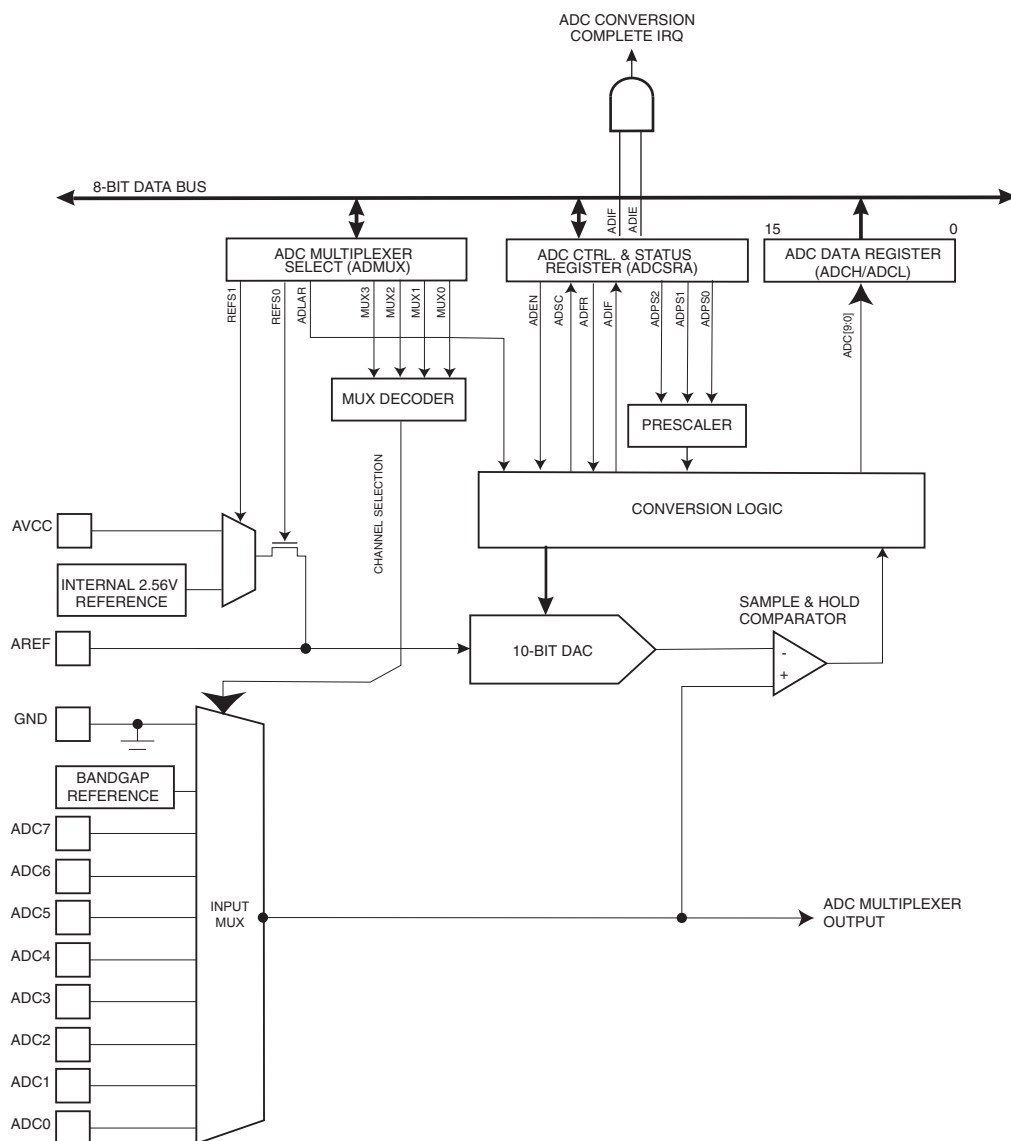 ADC CONVERSION
COMPLETE IRQ
8-BIT DATA BUS
ADIF
ADIE
15
0
ADC MULTIPLEXER
SELECT (ADMUX)
ADC CTRL. & STATUS
REGISTER (ADCSRA)
ADC DATA REGISTER
(ADCH/ADCL)
REFS1
REFS0
ADLAR
MUX3
MUX2
MUX1
MUX0
ADEN
ADSC
ADFR
ADIF
ADPS2
ADPS1
ADPS0
ADC[9:0]
MUX DECODER
PRESCALER
CHANNEL SELECTION
CONVERSION LOGIC
AVCC
INTERNAL 2.56V
REFERENCE
SAMPLE & HOLD
COMPARATOR
AREF
10-BIT DAC
-
+
GND
BANDGAP
REFERENCE
ADC7
ADC6
ADC5
INPUT
MUX
ADC MULTIPLEXER
OUTPUT
ADC4
ADC3
ADC2
ADC1
ADC0